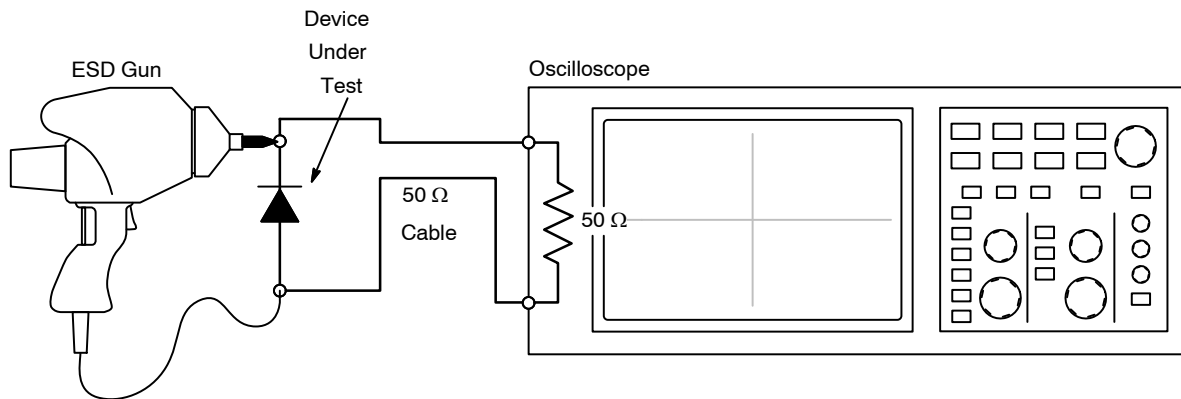 Device
Under
Test
ESD Gun
Oscilloscope
50 Ω
Cable
50 Ω